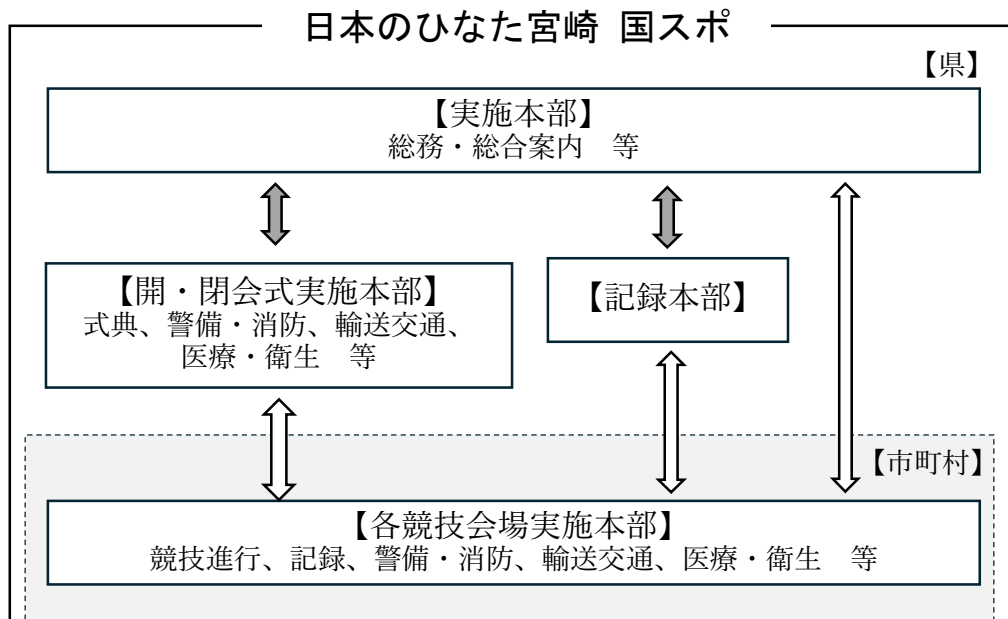 日本のひなた宮崎 国スポ
【県】
【実施本部】
総務・総合案内　等
【開・閉会式実施本部】
式典、警備・消防、輸送交通、
医療・衛生　等
【記録本部】
【市町村】
【各競技会場実施本部】
競技進行、記録、警備・消防、輸送交通、医療・衛生　等